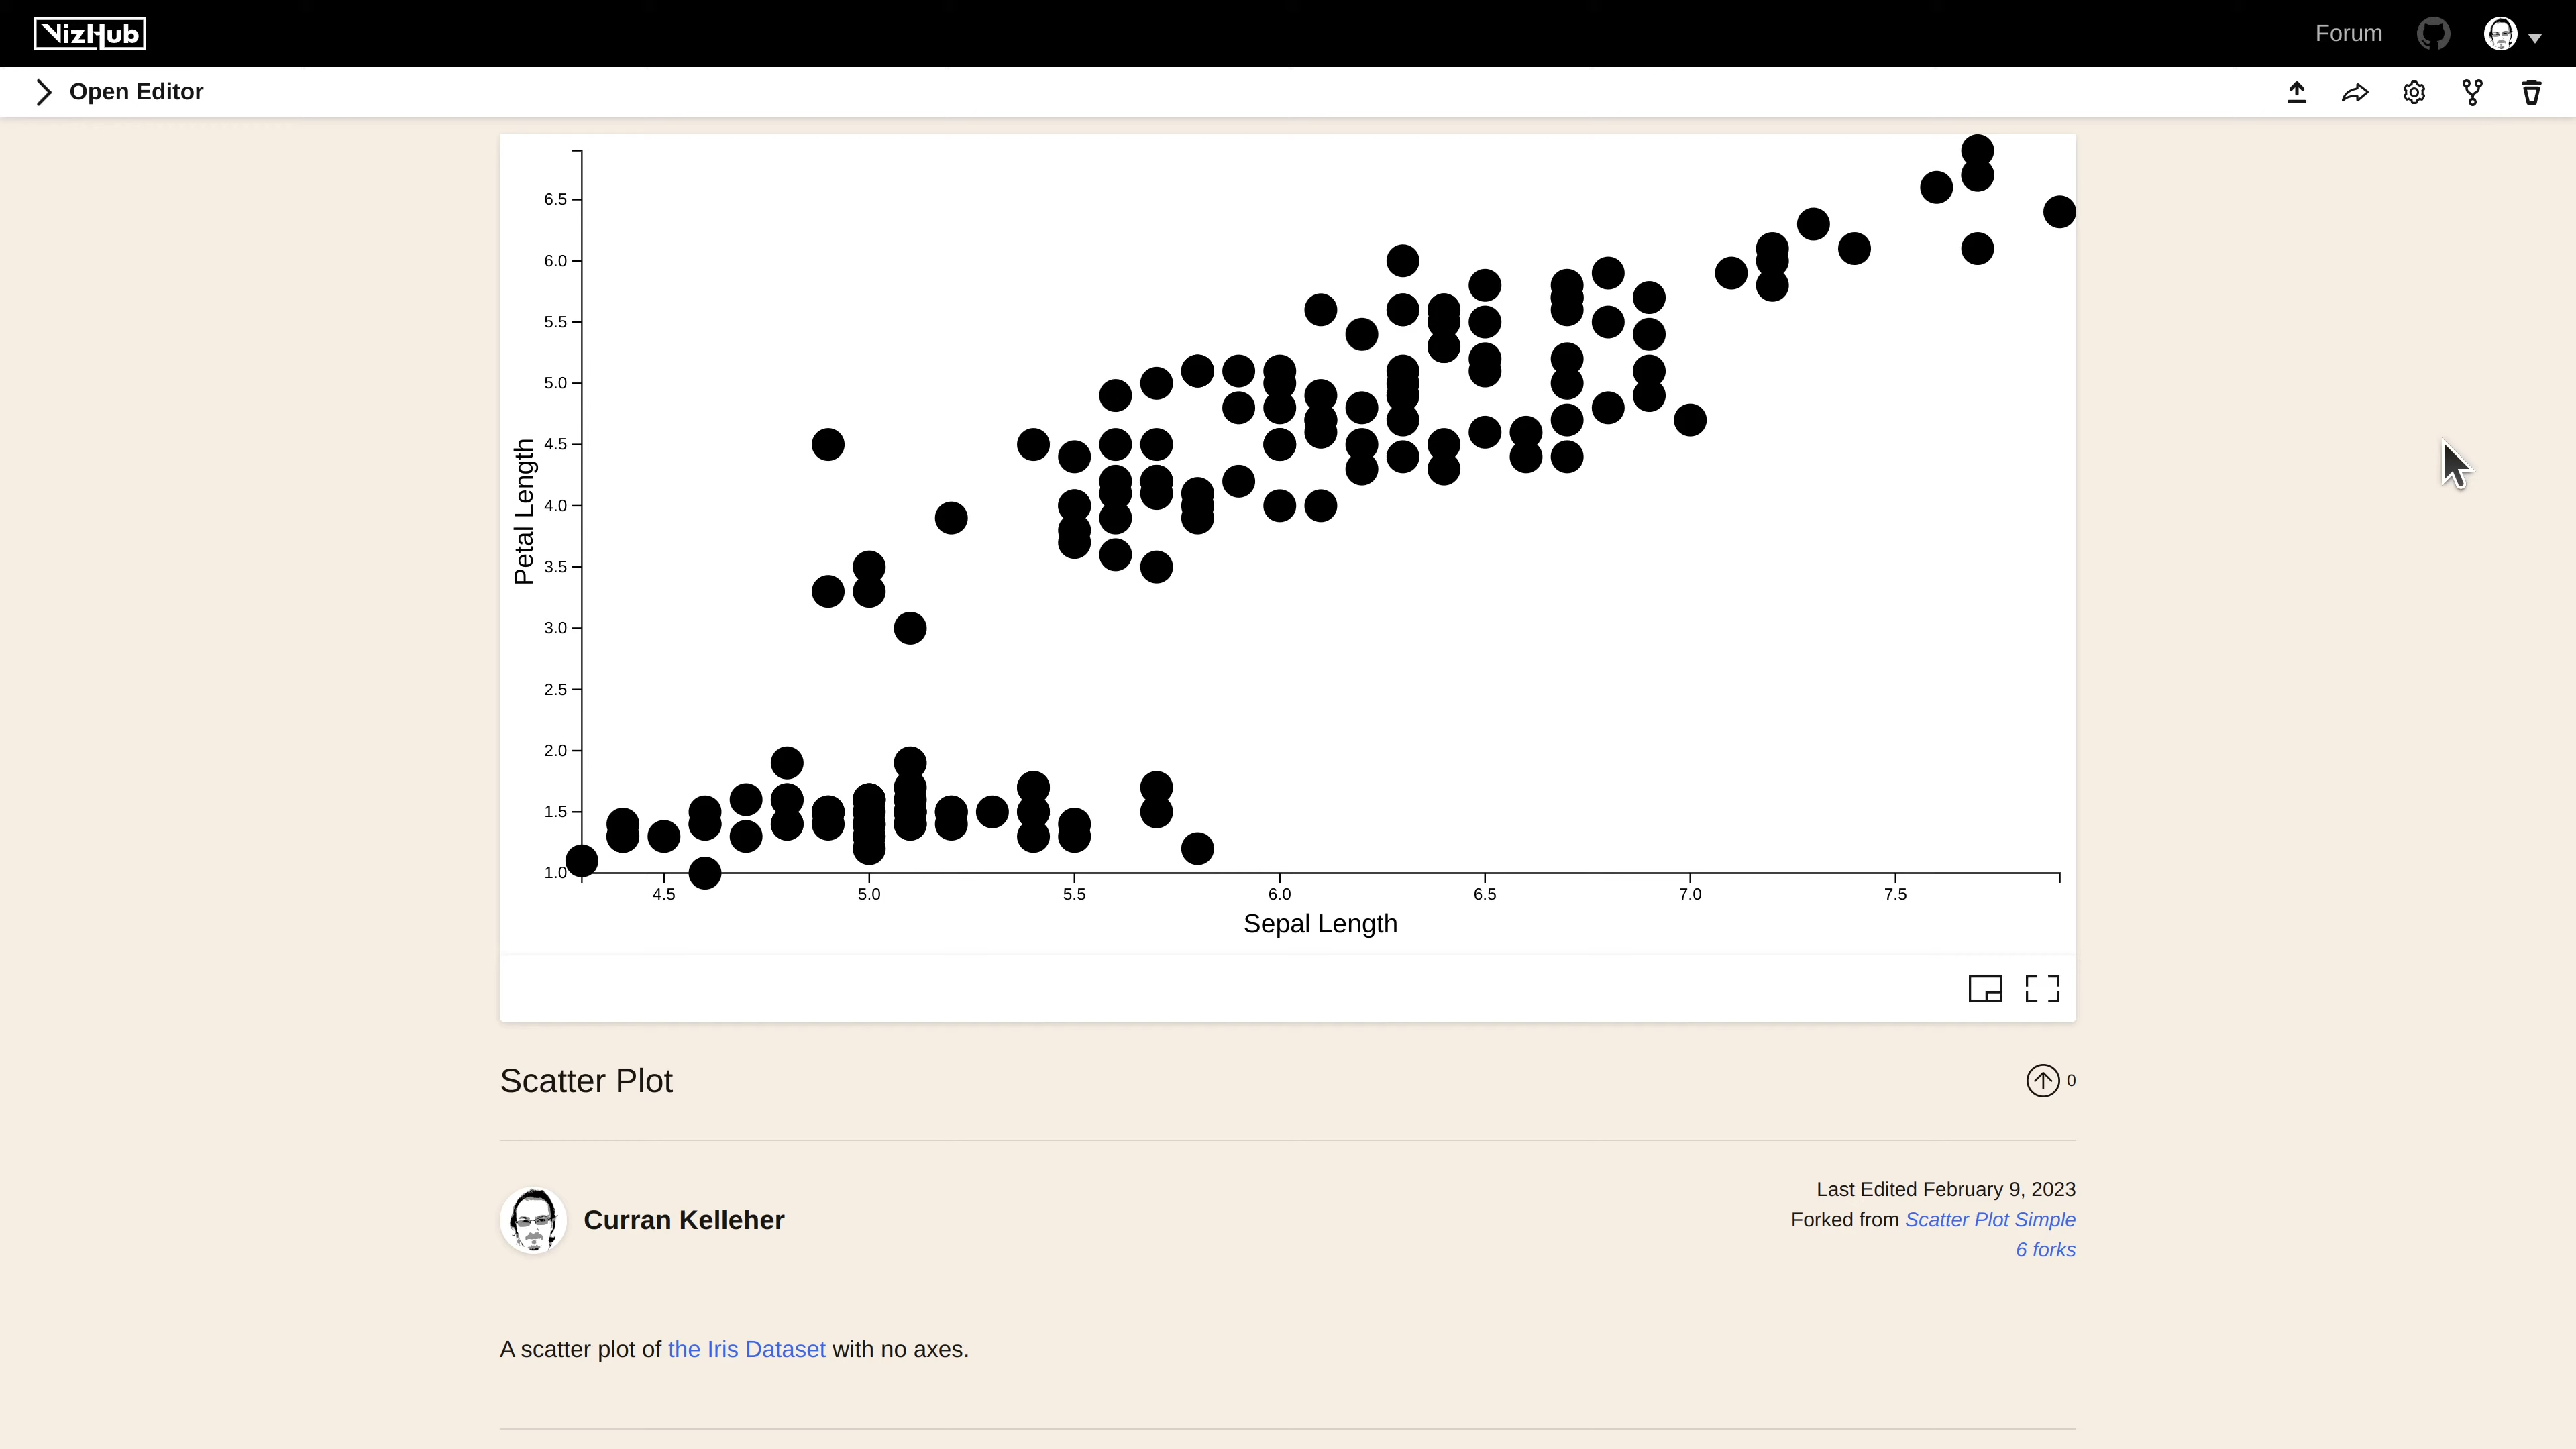 VizHub
Forum
Open Editor
6.5
6.0
5.5
5.0
4.5
4.0
3.5
3.0
2.5
2.0
1.5
1.0
Petal Length
4.5 5.0 5.5 6.0 6.5 7.0 7.5
Sepal Length
Scatter Plot
0
Curran Kelleher
Last Edited February 9, 2023
Forked from Scatter Plot Simple
6 forks
A scatter plot of the Iris Dataset with no axes.